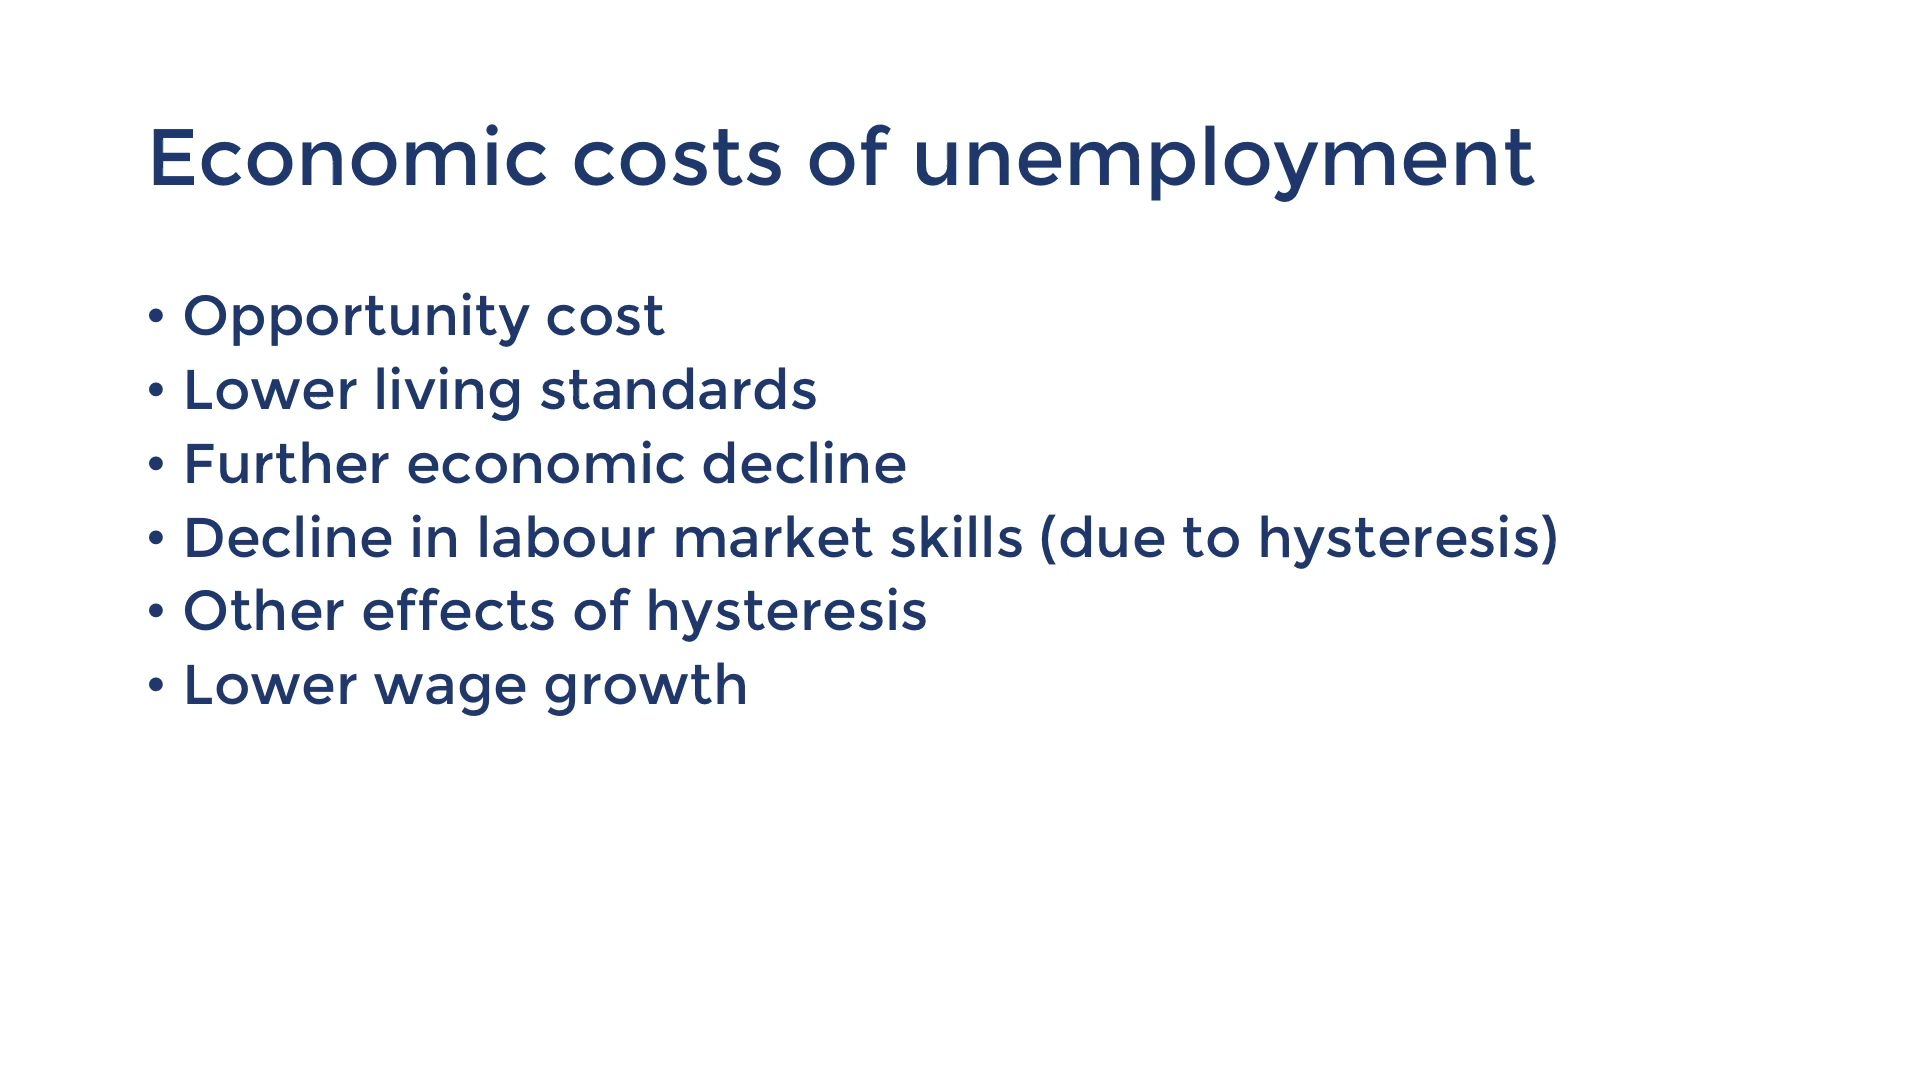 Economic costs of unemployment
• Opportunity cost
• Lower living standards
• Further economic decline
• Decline in labour market skills (due to hysteresis)
• Other effects of hysteresis
• Lower wage growth